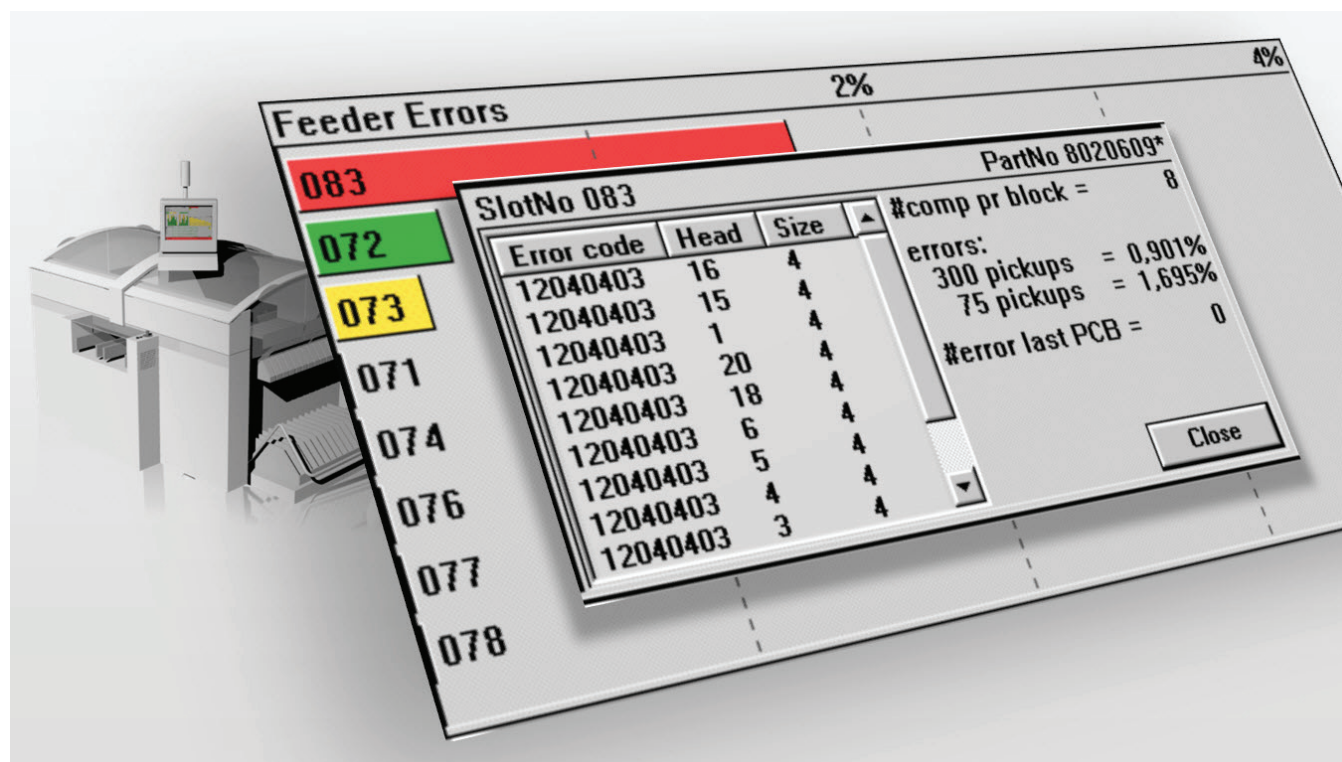 Feeder Errors 2% 4%
083
072
073
071
074
076
077
078
SlotNo 083 PartNo 8020609*
Error code Head Size
12040403 16 4
12040403 15 4
12040403 1 4
12040403 20 4
12040403 18 4
12040403 6 4
12040403 5 4
12040403 4 4
12040403 3 4
#comp pr block = 8
errors:
300 pickups = 0,901%
75 pickups = 1,695%
#error last PCB = 0
Close